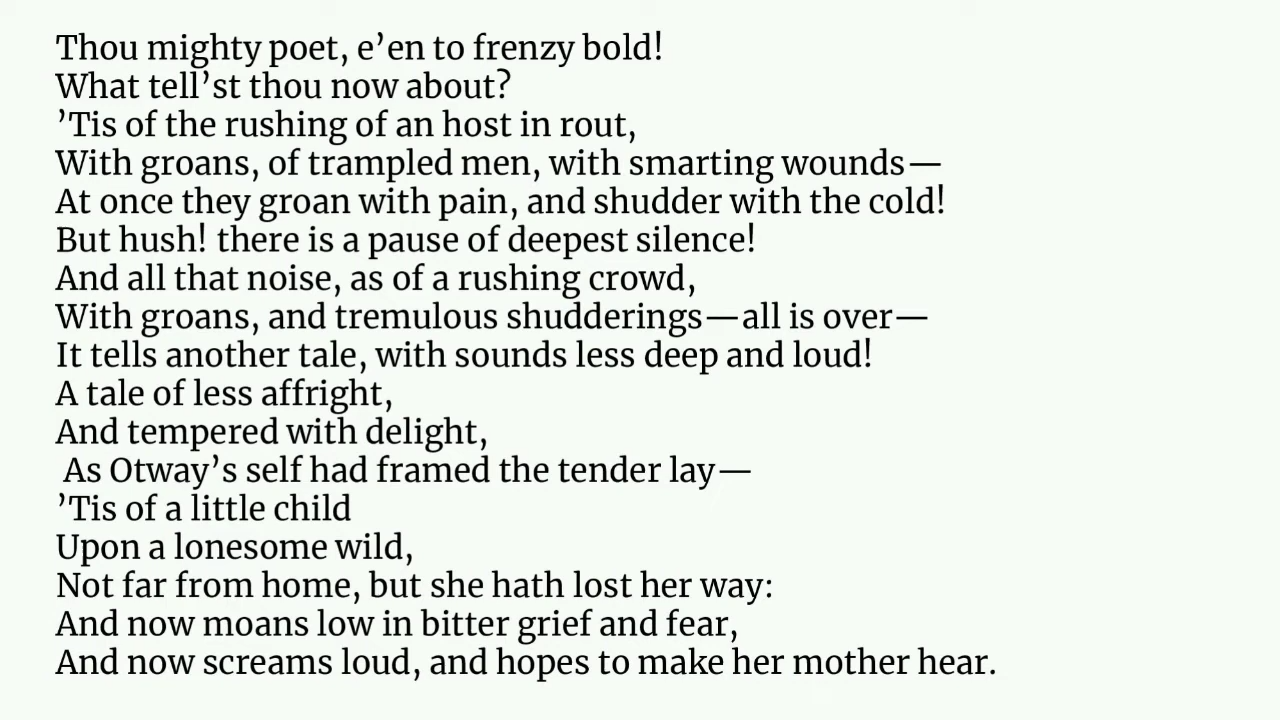 Thou mighty poet, e’en to frenzy bold!
What tell’st thou now about?
’Tis of the rushing of an host in rout,
With groans, of trampled men, with smarting wounds—
At once they groan with pain, and shudder with the cold!
But hush! there is a pause of deepest silence!
And all that noise, as of a rushing crowd,
With groans, and tremulous shudderings—all is over—
It tells another tale, with sounds less deep and loud!
A tale of less affright,
And tempered with delight,
As Otway’s self had framed the tender lay—
’Tis of a little child
Upon a lonesome wild,
Not far from home, but she hath lost her way:
And now moans low in bitter grief and fear,
And now screams loud, and hopes to make her mother hear.